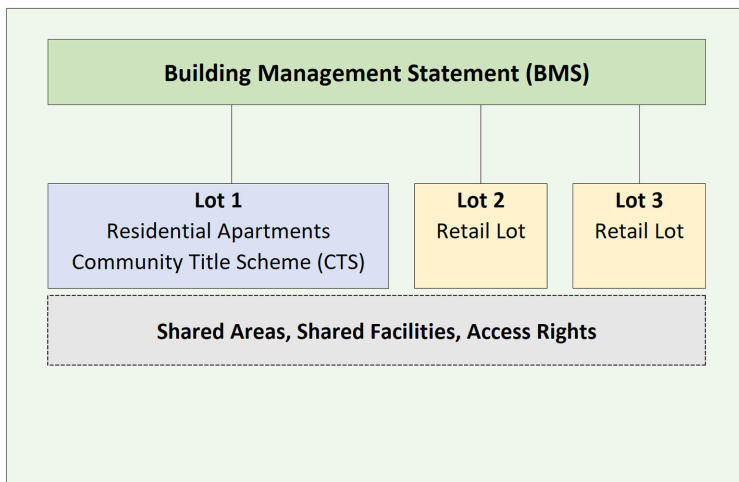 Building Management Statement (BMS)
Lot 1
Residential Apartments
Community Title Scheme (CTS)
Lot 2
Retail Lot
Lot 3
Retail Lot
Shared Areas, Shared Facilities, Access Rights